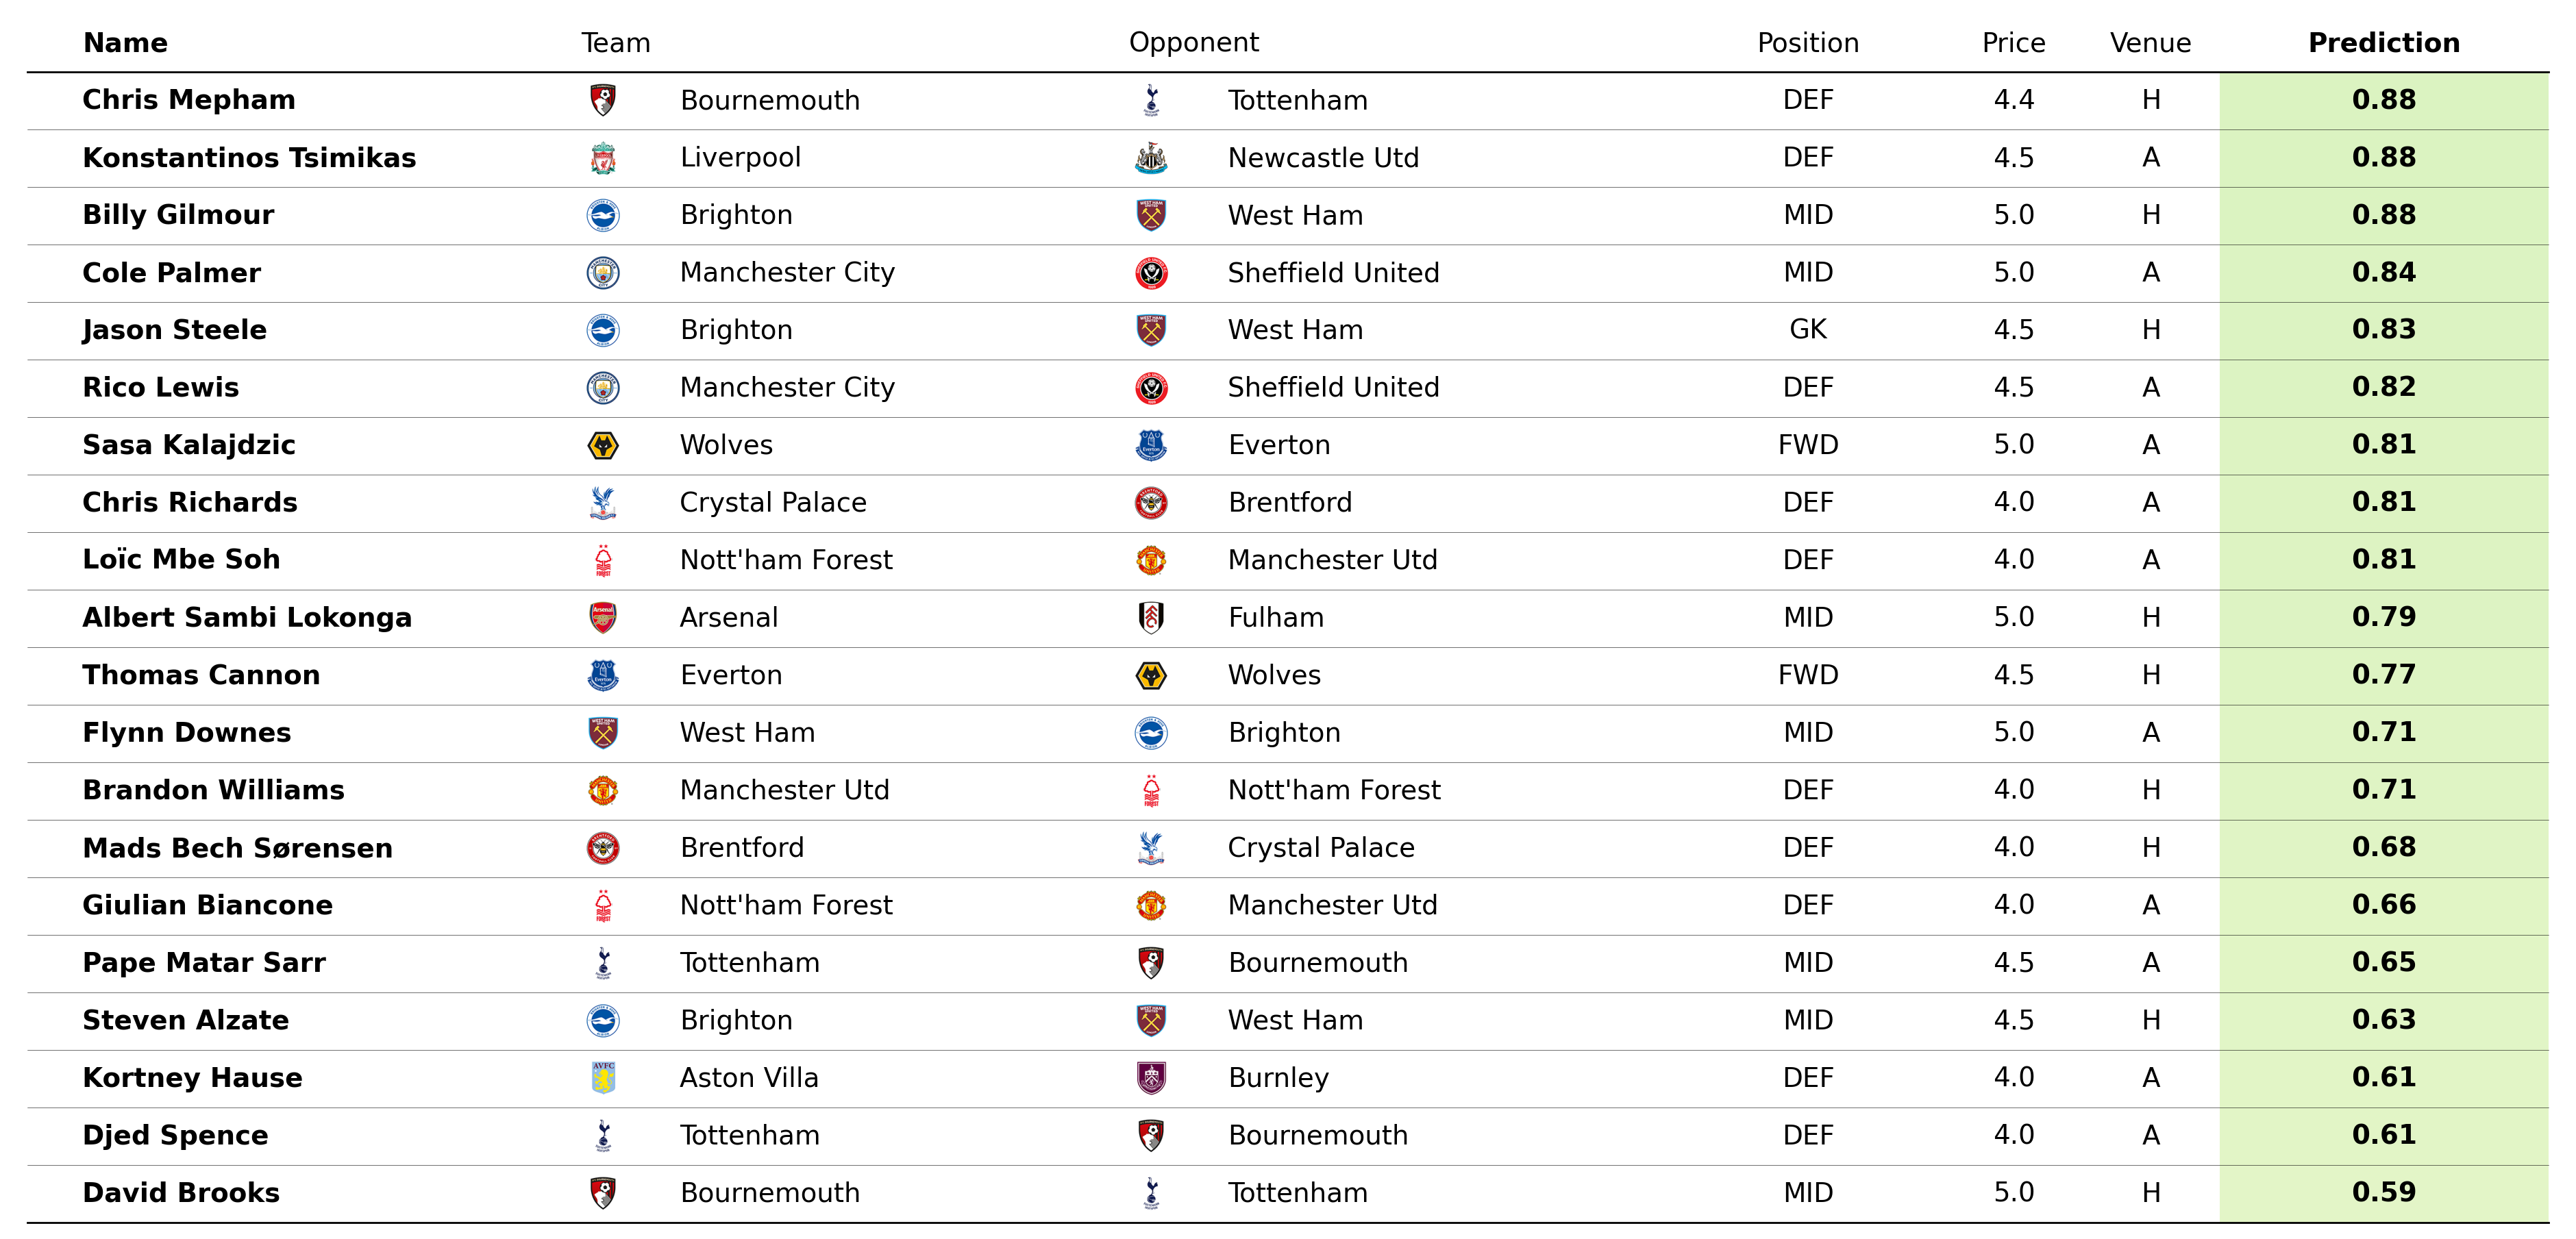 Name Team Opponent Position Price Venue Prediction
Chris Mepham Bournemouth Tottenham DEF 4.4 H 0.88
Konstantinos Tsimikas Liverpool Newcastle Utd DEF 4.5 A 0.88
Billy Gilmour Brighton West Ham MID 5.0 H 0.88
Cole Palmer Manchester City Sheffield United MID 5.0 A 0.84
Jason Steele Brighton West Ham GK 4.5 H 0.83
Rico Lewis Manchester City Sheffield United DEF 4.5 A 0.82
Sasa Kalajdzic Wolves Everton FWD 5.0 A 0.81
Chris Richards Crystal Palace Brentford DEF 4.0 A 0.81
Loïc Mbe Soh Nott'ham Forest Manchester Utd DEF 4.0 A 0.81
Albert Sambi Lokonga Arsenal Fulham MID 5.0 H 0.79
Thomas Cannon Everton Wolves FWD 4.5 H 0.77
Flynn Downes West Ham Brighton MID 5.0 A 0.71
Brandon Williams Manchester Utd Nott'ham Forest DEF 4.0 H 0.71
Mads Bech Sørensen Brentford Crystal Palace DEF 4.0 H 0.68
Giulian Biancone Nott'ham Forest Manchester Utd DEF 4.0 A 0.66
Pape Matar Sarr Tottenham Bournemouth MID 4.5 A 0.65
Steven Alzate Brighton West Ham MID 4.5 H 0.63
Kortney Hause Aston Villa Burnley DEF 4.0 A 0.61
Djed Spence Tottenham Bournemouth DEF 4.0 A 0.61
David Brooks Bournemouth Tottenham MID 5.0 H 0.59